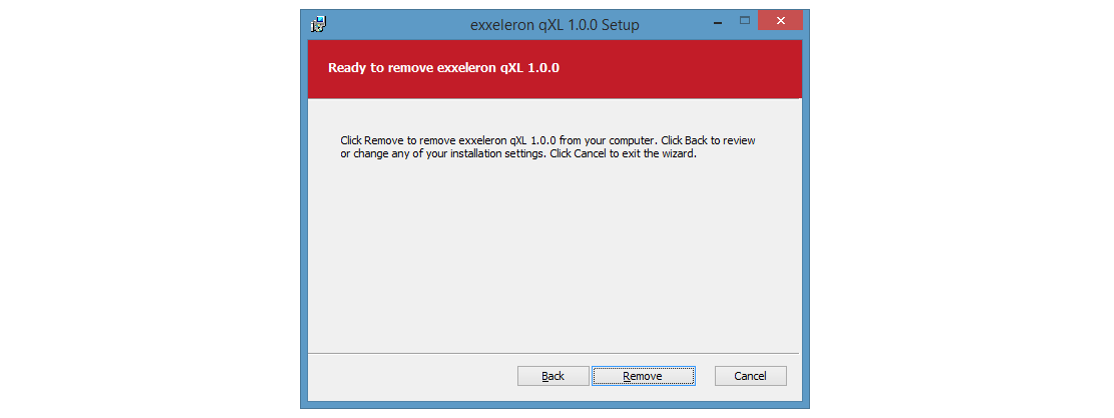 exxeleron qXL 1.0.0 Setup
Ready to remove exxeleron qXL 1.0.0
Click Remove to remove exxeleron qXL 1.0.0 from your computer. Click Back to review
or change any of your installation settings. Click Cancel to exit the wizard.
Back Remove Cancel